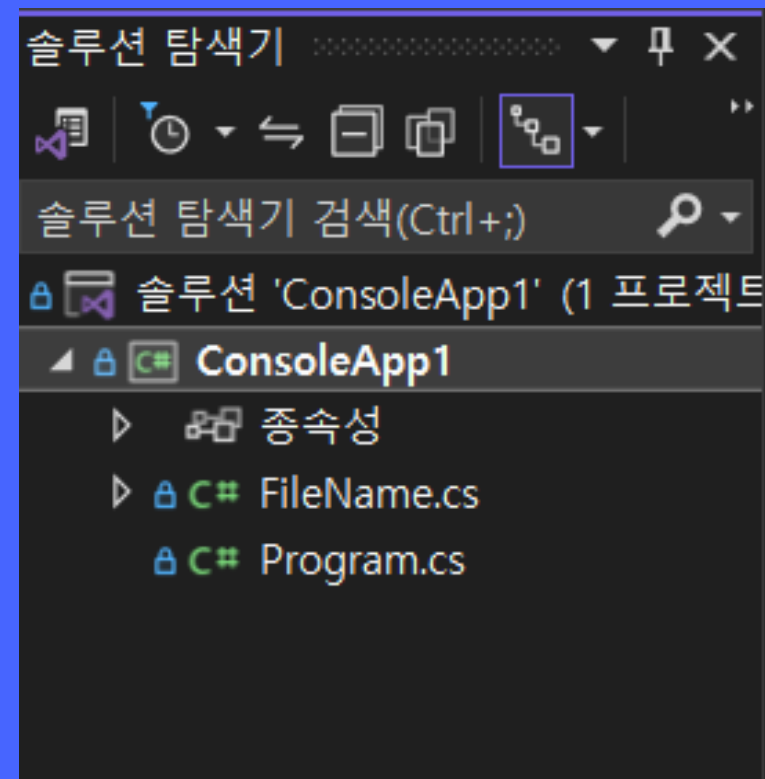 솔루션 탐색기
솔루션 탐색기 검색(Ctrl+;)
솔루션 'ConsoleApp1' (1 프로젝트
C# ConsoleApp1
종속성
C# FileName.cs
C# Program.cs